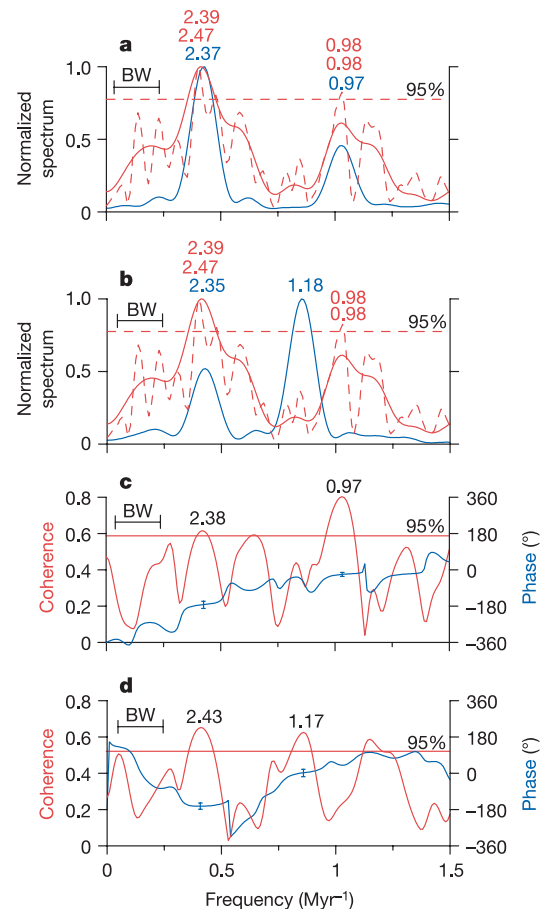 2.39
2.47
2.37
0.98
0.98
0.97
a
BW
95%
1.0
0.5
0
Normalized
spectrum
2.39
2.47
2.35
1.18
0.98
0.98
b
BW
95%
1.0
0.5
0
Normalized
spectrum
c
BW
2.38
0.97
95%
0.8
0.6
0.4
0.2
0
Coherence
360
180
0
−180
−360
Phase (°)
d
BW
2.43
1.17
95%
0.8
0.6
0.4
0.2
0
Coherence
360
180
0
−180
−360
Phase (°)
0 0.5 1 1.5
Frequency (Myr⁻¹)